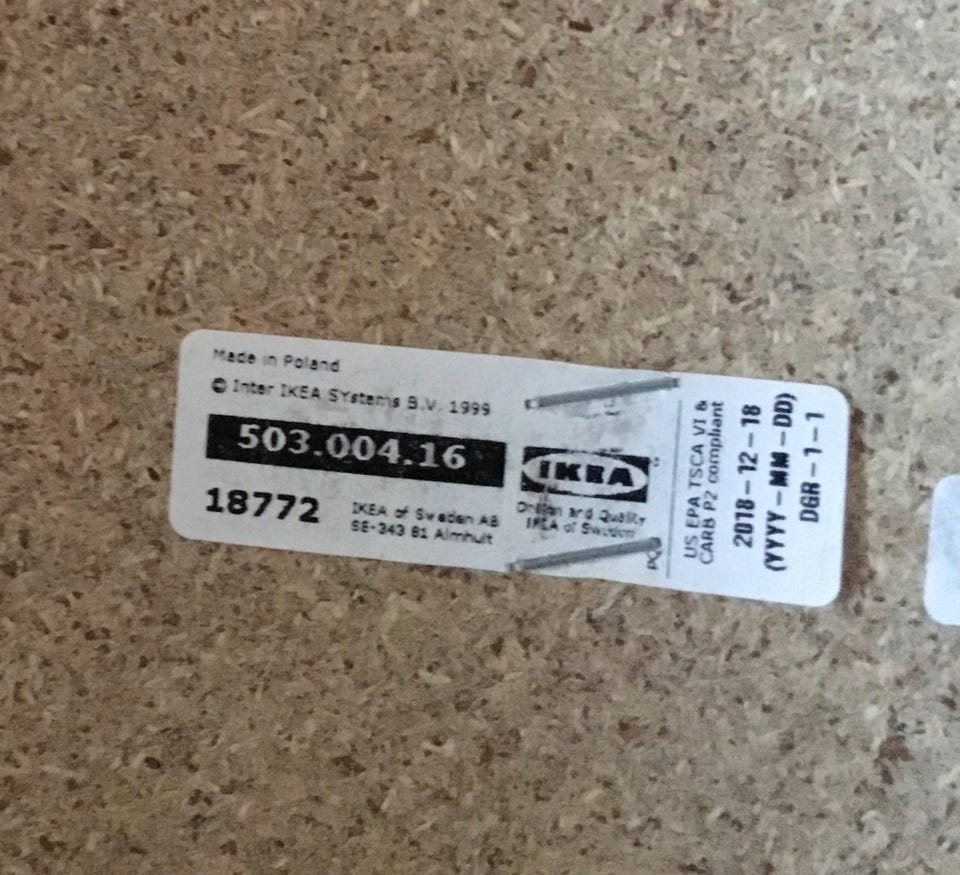 Made in Poland
© Inter IKEA SYstems B.V. 1999
503.004.16
18772
IKEA of Sweden AB
SE-343 81 Älmhult
IKEA
Design and Quality
IKEA of Sweden
PQ
US EPA TSCA VI &
CARB P2 compliant
2018-12-18
(YYYY-MM-DD)
DGR-1-1